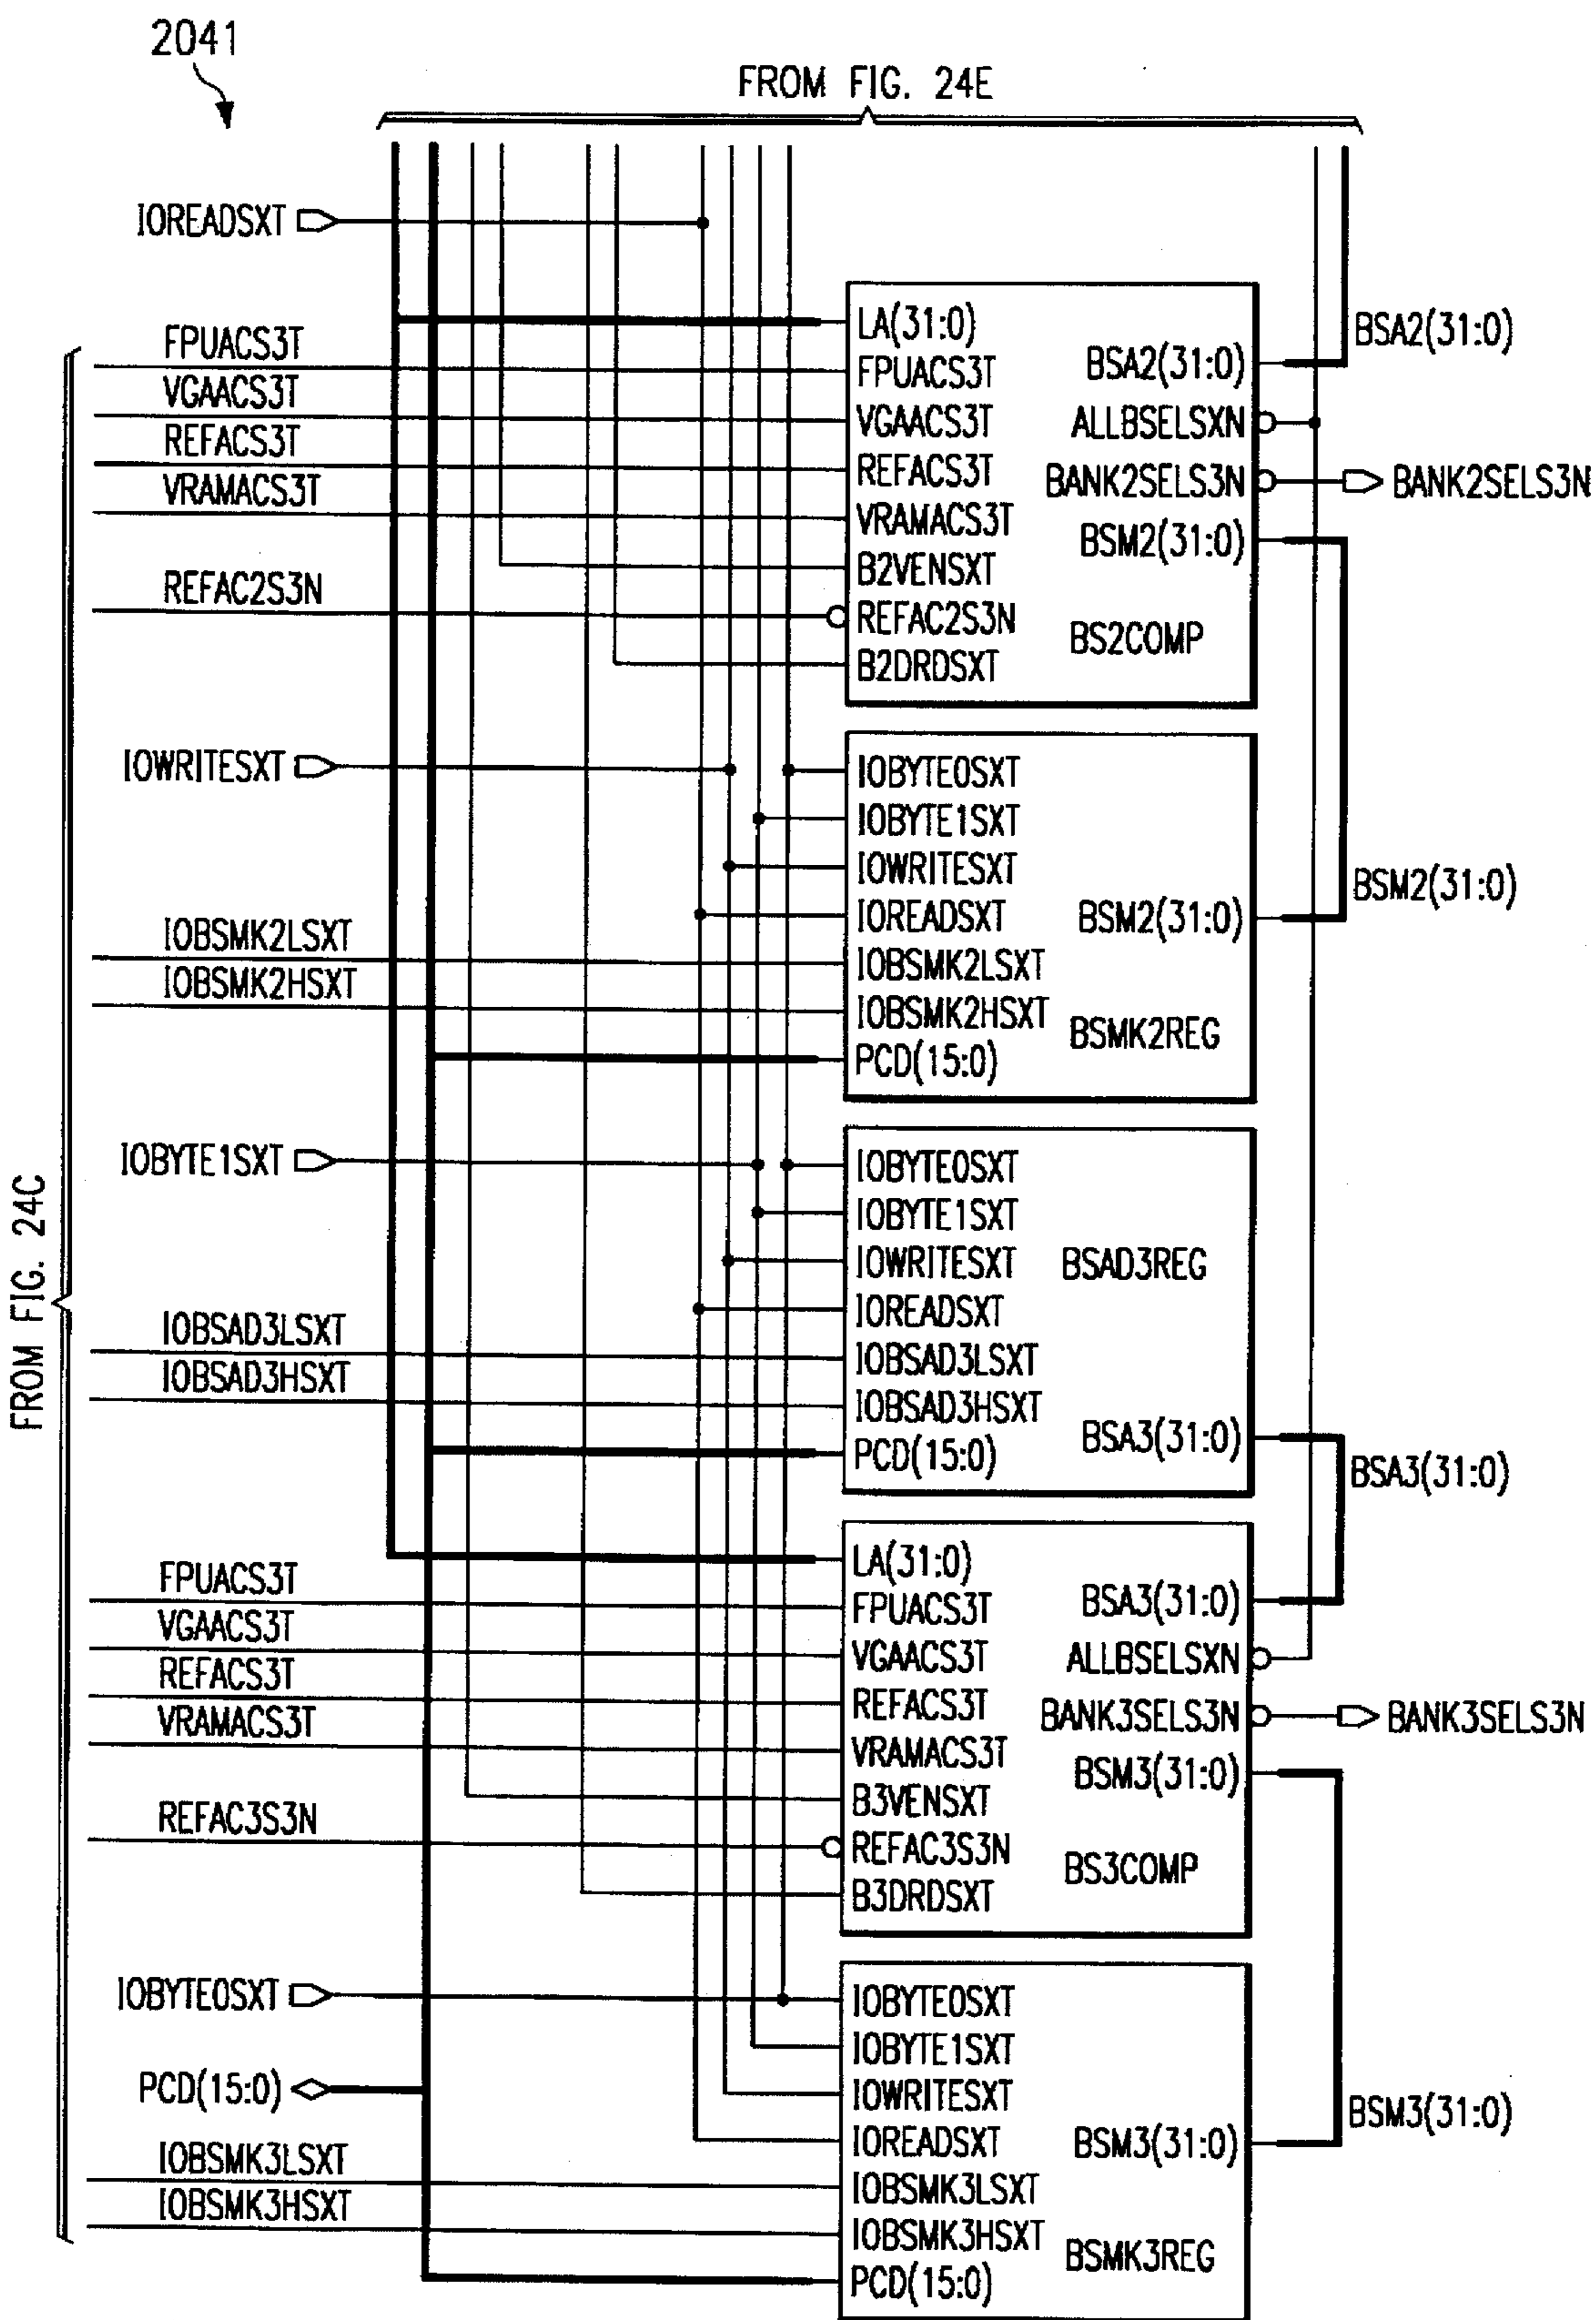 2041
FROM FIG. 24E
IOREADSXT
FROM FIG. 24C
FPUACS3T
VGAACS3T
REFACS3T
VRAMACS3T
REFAC2S3N
LA(31:0)
FPUACS3T
VGAACS3T
REFACS3T
VRAMACS3T
B2VENSXT
REFAC2S3N
B2DRDSXT
BSA2(31:0)
ALLBSELSXN
BANK2SELS3N
BSM2(31:0)
BS2COMP
BSA2(31:0)
BANK2SELS3N
IOWRITESXT
IOBSMK2LSXT
IOBSMK2HSXT
IOBYTE0SXT
IOBYTE1SXT
IOWRITESXT
IOREADSXT
IOBSMK2LSXT
IOBSMK2HSXT
PCD(15:0)
BSM2(31:0)
BSMK2REG
BSM2(31:0)
IOBYTE1SXT
IOBSAD3LSXT
IOBSAD3HSXT
IOBYTE0SXT
IOBYTE1SXT
IOWRITESXT
IOREADSXT
IOBSAD3LSXT
IOBSAD3HSXT
PCD(15:0)
BSAD3REG
BSA3(31:0)
BSA3(31:0)
FPUACS3T
VGAACS3T
REFACS3T
VRAMACS3T
REFAC3S3N
LA(31:0)
FPUACS3T
VGAACS3T
REFACS3T
VRAMACS3T
B3VENSXT
REFAC3S3N
B3DRDSXT
BSA3(31:0)
ALLBSELSXN
BANK3SELS3N
BSM3(31:0)
BS3COMP
BANK3SELS3N
IOBYTE0SXT
PCD(15:0)
IOBSMK3LSXT
IOBSMK3HSXT
IOBYTE0SXT
IOBYTE1SXT
IOWRITESXT
IOREADSXT
IOBSMK3LSXT
IOBSMK3HSXT
PCD(15:0)
BSM3(31:0)
BSMK3REG
BSM3(31:0)